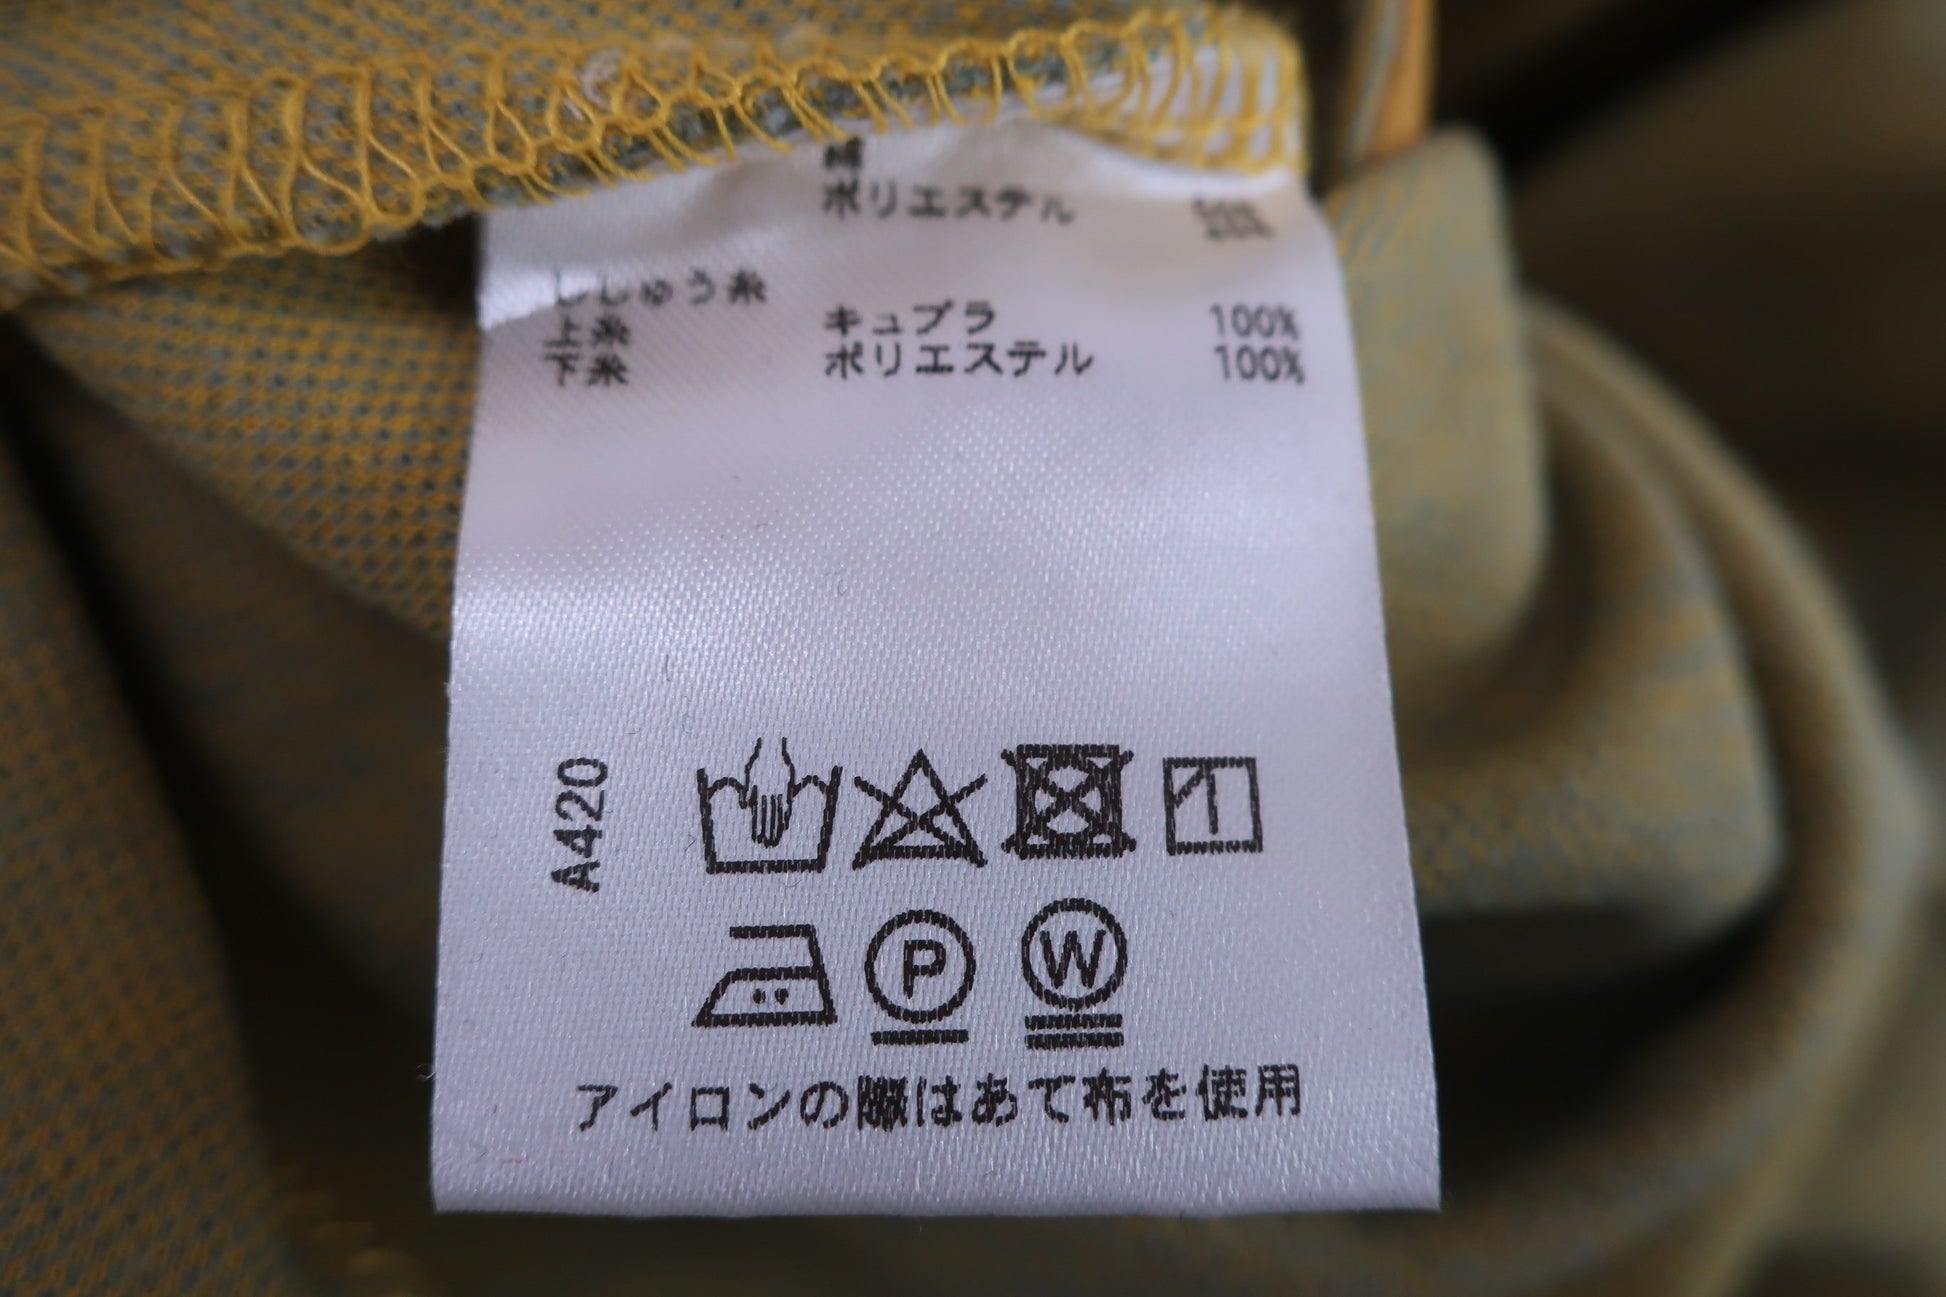 綿
ポリエステル
ししゅう糸
上糸 キュプラ 100%
下糸 ポリエステル 100%
A420
P W
アイロンの際はあて布を使用